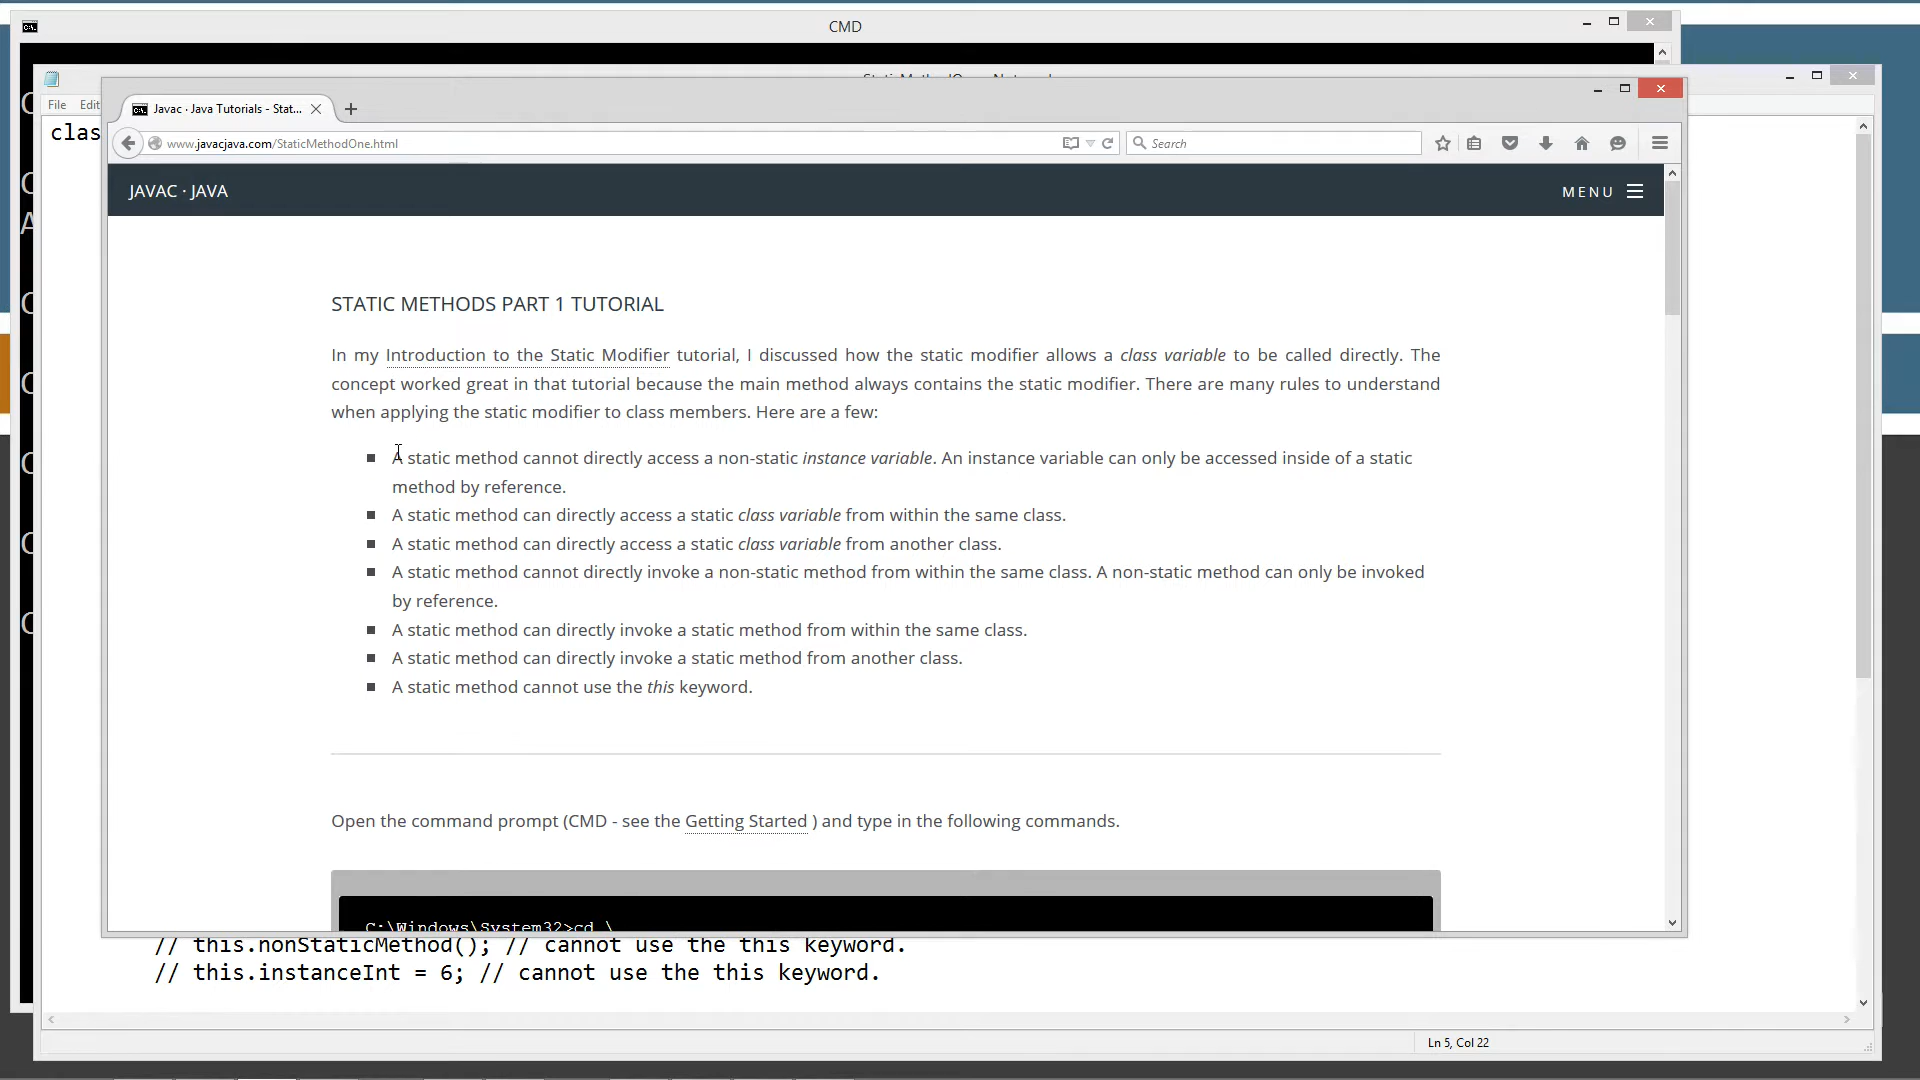 CMD
File Edit
clas
Javac · Java Tutorials - Stat...
www.javacjava.com/StaticMethodOne.html
Search
JAVAC · JAVA
MENU
STATIC METHODS PART 1 TUTORIAL
In my Introduction to the Static Modifier tutorial, I discussed how the static modifier allows a class variable to be called directly. The
concept worked great in that tutorial because the main method always contains the static modifier. There are many rules to understand
when applying the static modifier to class members. Here are a few:
A static method cannot directly access a non-static instance variable. An instance variable can only be accessed inside of a static
method by reference.
A static method can directly access a static class variable from within the same class.
A static method can directly access a static class variable from another class.
A static method cannot directly invoke a non-static method from within the same class. A non-static method can only be invoked
by reference.
A static method can directly invoke a static method from within the same class.
A static method can directly invoke a static method from another class.
A static method cannot use the this keyword.
Open the command prompt (CMD - see the Getting Started ) and type in the following commands.
C:\Windows\System32>cd \
// this.nonStaticMethod(); // cannot use the this keyword.
// this.instanceInt = 6; // cannot use the this keyword.
Ln 5, Col 22